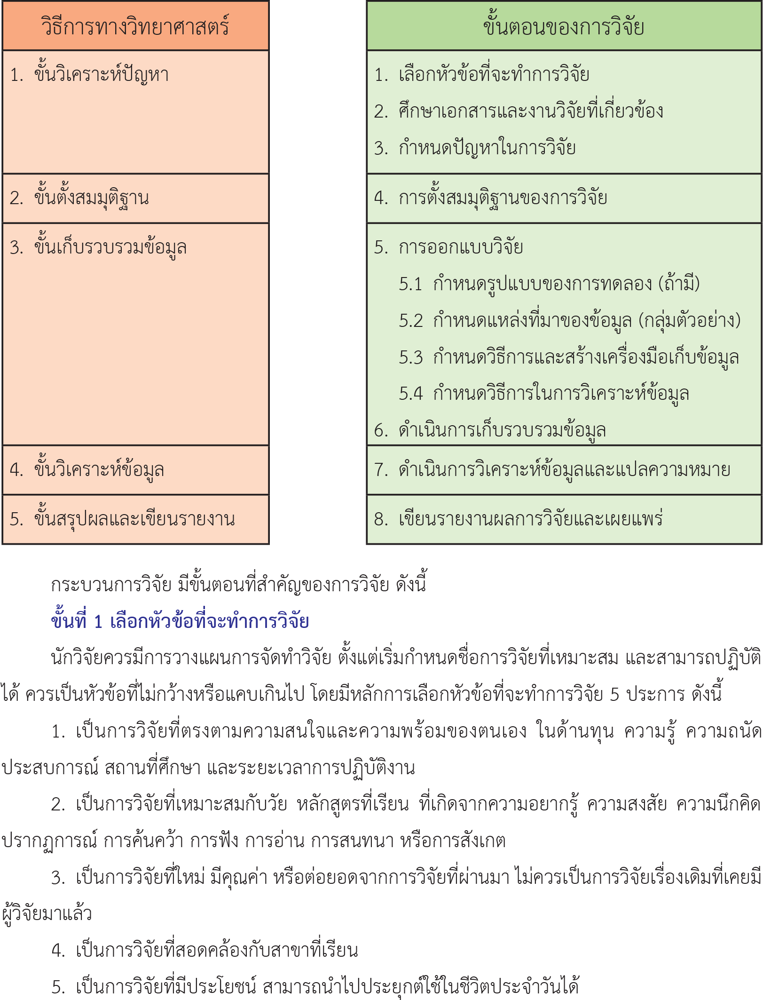 วิธีการทางวิทยาศาสตร์
1. ขั้นวิเคราะห์ปัญหา
2. ขั้นตั้งสมมุติฐาน
3. ขั้นเก็บรวบรวมข้อมูล
4. ขั้นวิเคราะห์ข้อมูล
5. ขั้นสรุปผลและเขียนรายงาน
ขั้นตอนของการวิจัย
1. เลือกหัวข้อที่จะทำการวิจัย
2. ศึกษาเอกสารและงานวิจัยที่เกี่ยวข้อง
3. กำหนดปัญหาในการวิจัย
4. การตั้งสมมุติฐานของการวิจัย
5. การออกแบบวิจัย
5.1 กำหนดรูปแบบของการทดลอง (ถ้ามี)
5.2 กำหนดแหล่งที่มาของข้อมูล (กลุ่มตัวอย่าง)
5.3 กำหนดวิธีการและสร้างเครื่องมือเก็บข้อมูล
5.4 กำหนดวิธีการในการวิเคราะห์ข้อมูล
6. ดำเนินการเก็บรวบรวมข้อมูล
7. ดำเนินการวิเคราะห์ข้อมูลและแปลความหมาย
8. เขียนรายงานผลการวิจัยและเผยแพร่
กระบวนการวิจัย มีขั้นตอนที่สำคัญของการวิจัย ดังนี้
ขั้นที่ 1 เลือกหัวข้อที่จะทำการวิจัย
นักวิจัยควรมีการวางแผนการจัดทำวิจัย ตั้งแต่เริ่มกำหนดชื่อการวิจัยที่เหมาะสม และสามารถปฏิบัติ
ได้ ควรเป็นหัวข้อที่ไม่กว้างหรือแคบเกินไป โดยมีหลักการเลือกหัวข้อที่จะทำการวิจัย 5 ประการ ดังนี้
1. เป็นการวิจัยที่ตรงตามความสนใจและความพร้อมของตนเอง ในด้านทุน ความรู้ ความถนัด
ประสบการณ์ สถานที่ศึกษา และระยะเวลาการปฏิบัติงาน
2. เป็นการวิจัยที่เหมาะสมกับวัย หลักสูตรที่เรียน ที่เกิดจากความอยากรู้ ความสงสัย ความนึกคิด
ปรากฏการณ์ การค้นคว้า การฟัง การอ่าน การสนทนา หรือการสังเกต
3. เป็นการวิจัยที่ใหม่ มีคุณค่า หรือต่อยอดจากการวิจัยที่ผ่านมา ไม่ควรเป็นการวิจัยเรื่องเดิมที่เคยมี
ผู้วิจัยมาแล้ว
4. เป็นการวิจัยที่สอดคล้องกับสาขาที่เรียน
5. เป็นการวิจัยที่มีประโยชน์ สามารถนำไปประยุกต์ใช้ในชีวิตประจำวันได้